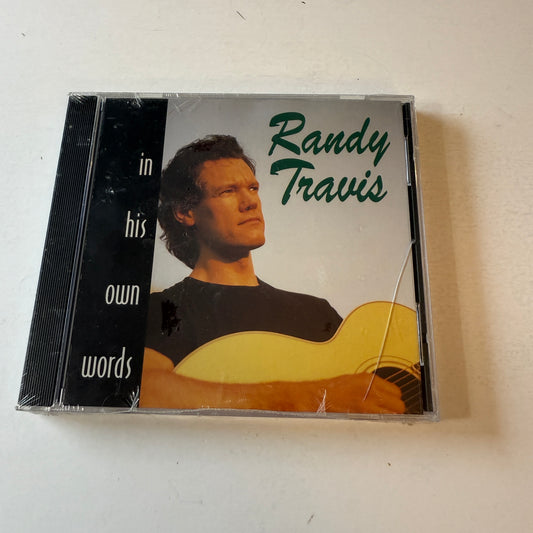 in
his
own
words
Randy
Travis